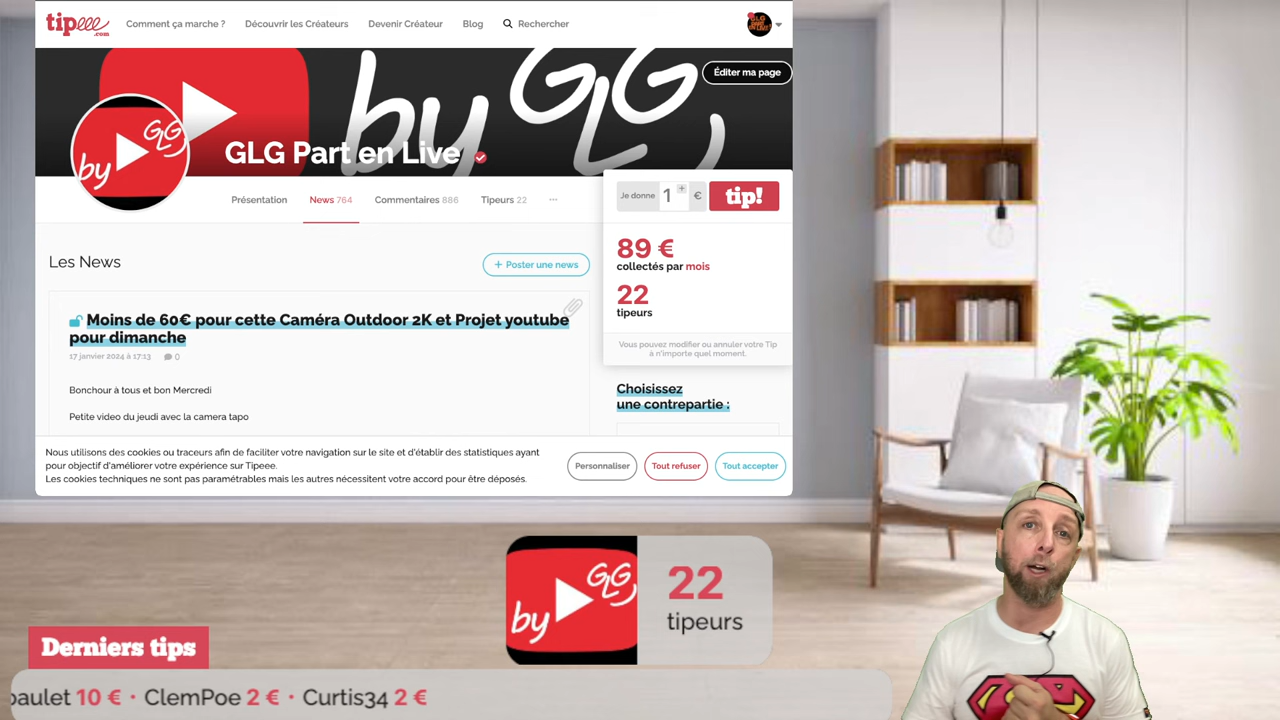 tipeee
.com
Comment ça marche ?
Découvrir les Créateurs
Devenir Créateur
Blog
Rechercher
Éditer ma page
by GLG
by GLG
GLG Part en Live
Présentation
News 764
Commentaires 886
Tipeurs 22
...
Je donne 1 + €
tip!
89 €
collectés par mois
22
tipeurs
Vous pouvez modifier ou annuler votre Tip
à n'importe quel moment.
Les News
+ Poster une news
Moins de 60€ pour cette Caméra Outdoor 2K et Projet youtube
pour dimanche
17 janvier 2024 à 17:13
0
Bonchour à tous et bon Mercredi
Petite video du jeudi avec la camera tapo
Choisissez
une contrepartie :
Nous utilisons des cookies ou traceurs afin de faciliter votre navigation sur le site et d'établir des statistiques ayant
pour objectif d'améliorer votre expérience sur Tipeee.
Les cookies techniques ne sont pas paramétrables mais les autres nécessitent votre accord pour être déposés.
Personnaliser
Tout refuser
Tout accepter
by GLG
22
tipeurs
Derniers tips
paulet 10 € · ClemPoe 2 € · Curtis34 2 €